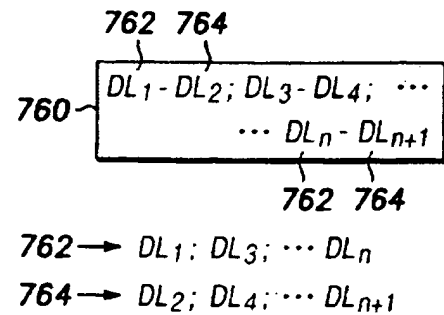 762 764
DL1 - DL2; DL3 - DL4; ...
760
... DLn - DLn+1
762 764
762 → DL1; DL3; ... DLn
764 → DL2; DL4; ... DLn+1